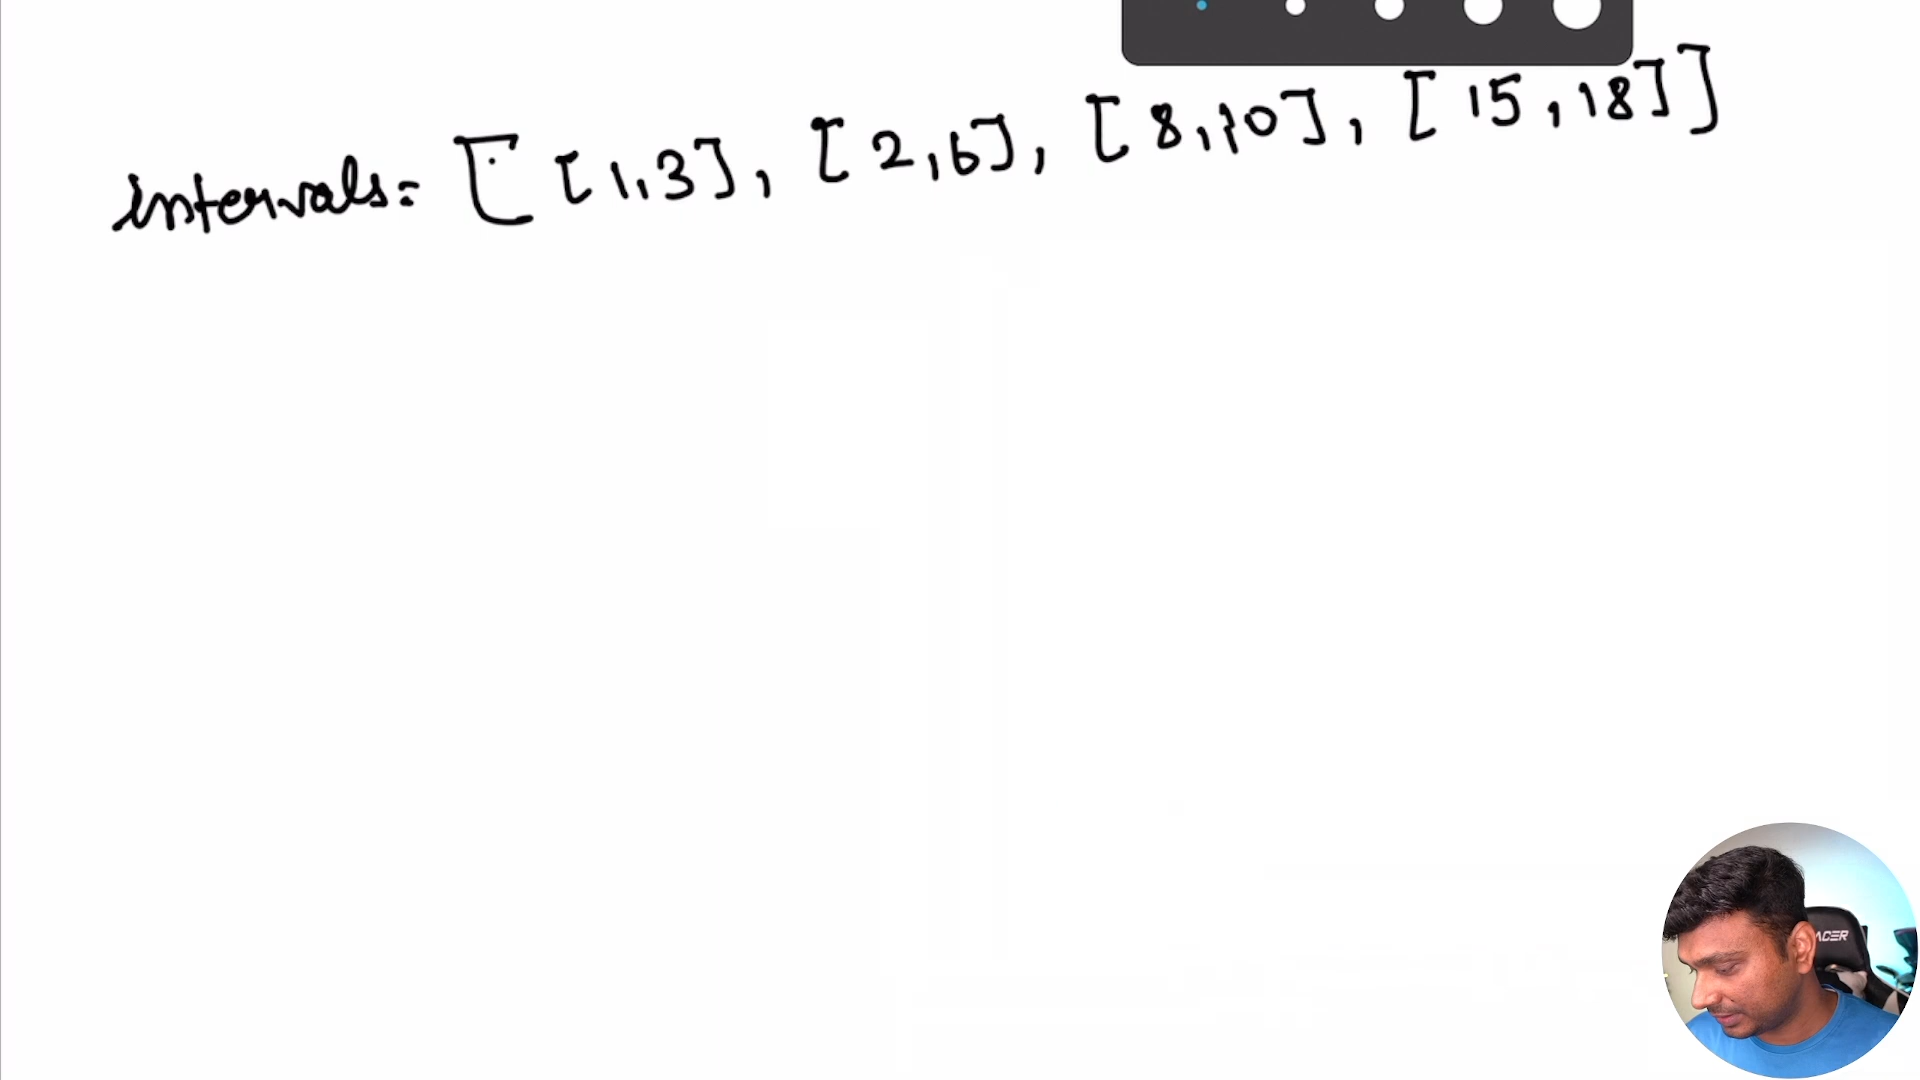 intervals= [ [1,3], [2,6], [8,10], [15,18]]